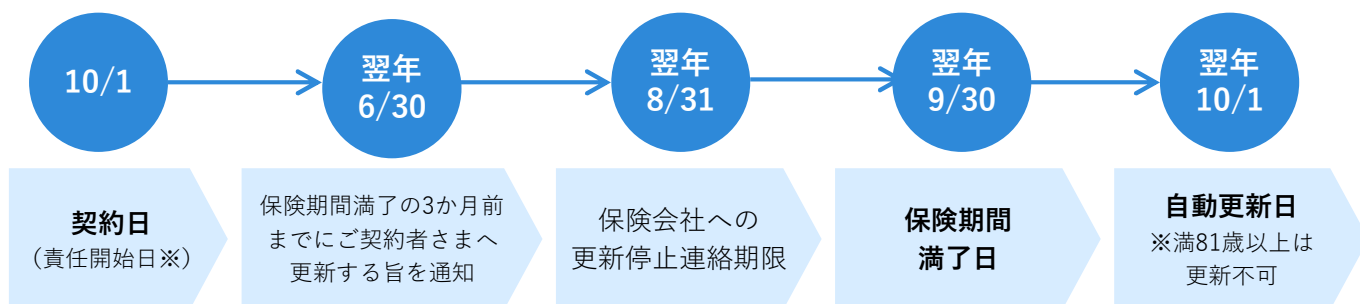 10/1
翌年
6/30
翌年
8/31
翌年
9/30
翌年
10/1
契約日
(責任開始日※)
保険期間満了の3か月前
までにご契約者さまへ
更新する旨を通知
保険会社への
更新停止連絡期限
保険期間
満了日
自動更新日
※満81歳以上は
更新不可